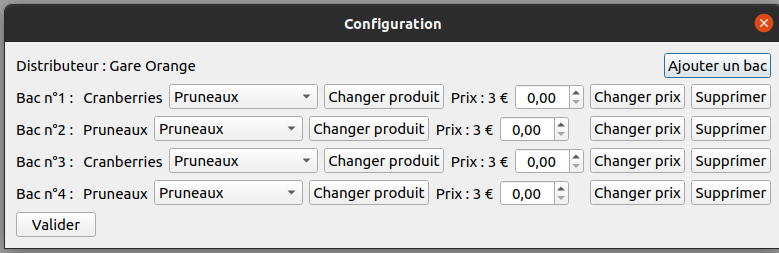 Configuration
Distributeur : Gare Orange Ajouter un bac
Bac n°1 : Cranberries Pruneaux Changer produit Prix : 3 € 0,00 Changer prix Supprimer
Bac n°2 : Pruneaux Pruneaux Changer produit Prix : 3 € 0,00 Changer prix Supprimer
Bac n°3 : Cranberries Pruneaux Changer produit Prix : 3 € 0,00 Changer prix Supprimer
Bac n°4 : Pruneaux Pruneaux Changer produit Prix : 3 € 0,00 Changer prix Supprimer
Valider